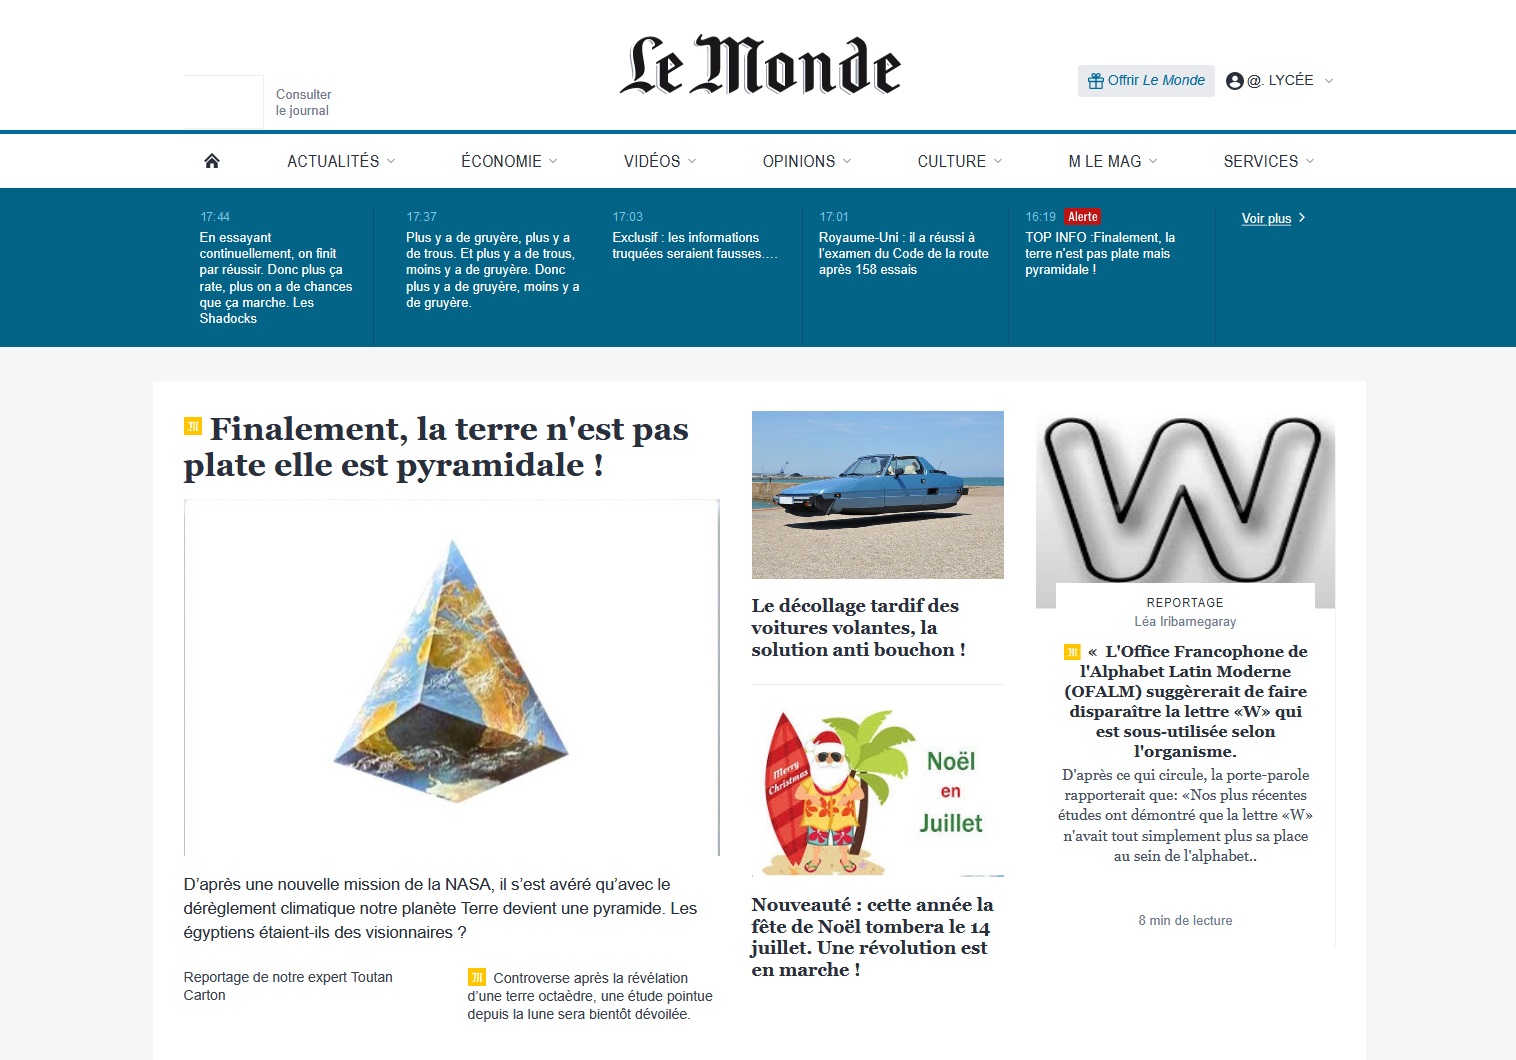 Le Monde
Consulter
le journal
Offrir Le Monde
@. LYCÉE
ACTUALITÉS
ÉCONOMIE
VIDÉOS
OPINIONS
CULTURE
M LE MAG
SERVICES
17:44
En essayant
continuellement, on finit
par réussir. Donc plus ça
rate, plus on a de chances
que ça marche. Les
Shadocks
17:37
Plus y a de gruyère, plus y a
de trous. Et plus y a de trous,
moins y a de gruyère. Donc
plus y a de gruyère, moins y a
de gruyère.
17:03
Exclusif : les informations
truquées seraient fausses....
17:01
Royaume-Uni : il a réussi à
l'examen du Code de la route
après 158 essais
16:19 Alerte
TOP INFO :Finalement, la
terre n'est pas plate mais
pyramidale !
Voir plus
Finalement, la terre n'est pas
plate elle est pyramidale !
D'après une nouvelle mission de la NASA, il s'est avéré qu'avec le
dérèglement climatique notre planète Terre devient une pyramide. Les
égyptiens étaient-ils des visionnaires ?
Reportage de notre expert Toutan
Carton
Controverse après la révélation
d'une terre octaèdre, une étude pointue
depuis la lune sera bientôt dévoilée.
Le décollage tardif des
voitures volantes, la
solution anti bouchon !
Merry
Christmas
Noël
en
Juillet
Nouveauté : cette année la
fête de Noël tombera le 14
juillet. Une révolution est
en marche !
W
REPORTAGE
Léa Iribarnegaray
« L'Office Francophone de
l'Alphabet Latin Moderne
(OFALM) suggèrerait de faire
disparaître la lettre «W» qui
est sous-utilisée selon
l'organisme.
D'après ce qui circule, la porte-parole
rapporterait que: «Nos plus récentes
études ont démontré que la lettre «W»
n'avait tout simplement plus sa place
au sein de l'alphabet..
8 min de lecture